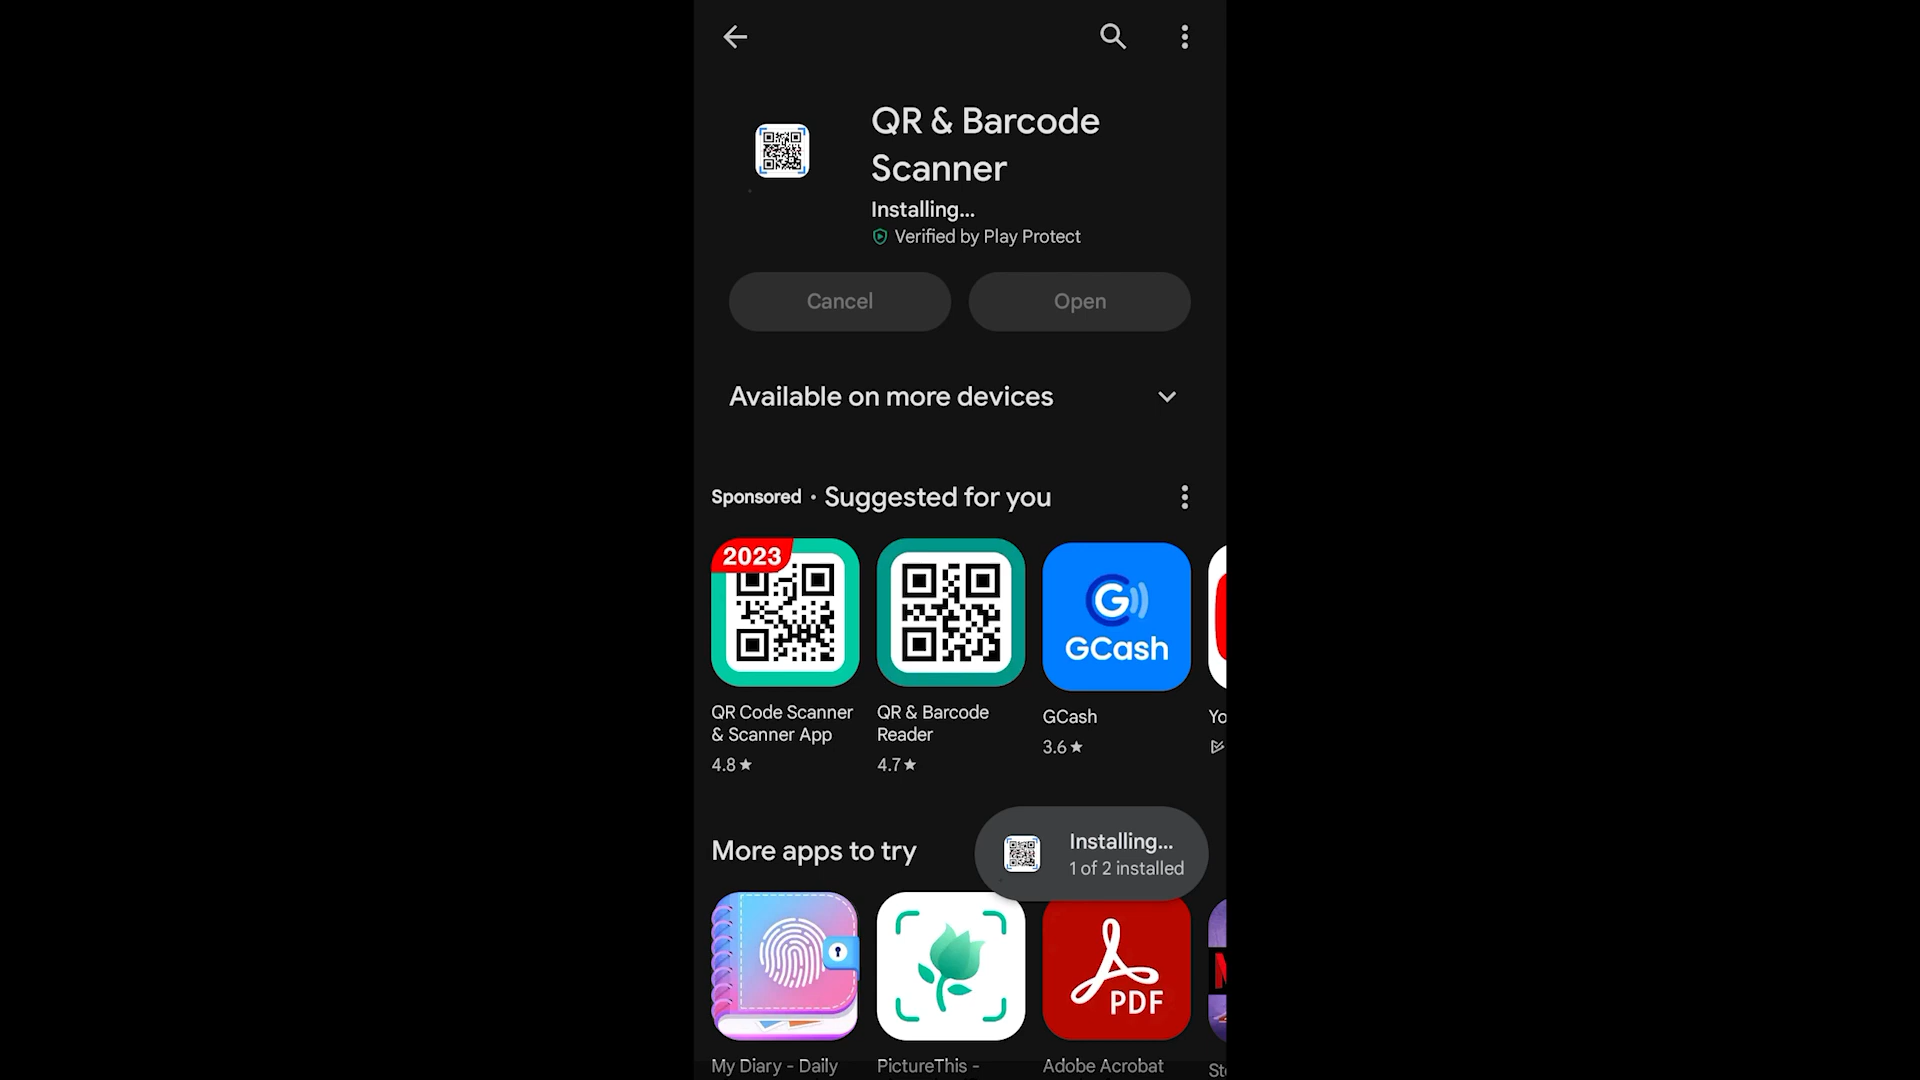 QR & Barcode
Scanner
Installing...
Verified by Play Protect
Cancel
Open
Available on more devices
Sponsored • Suggested for you
2023
GCash
QR Code Scanner
& Scanner App
4.8★
QR & Barcode
Reader
4.7★
GCash
3.6★
Yo
More apps to try
Installing...
1 of 2 installed
PDF
My Diary - Daily
PictureThis -
Adobe Acrobat